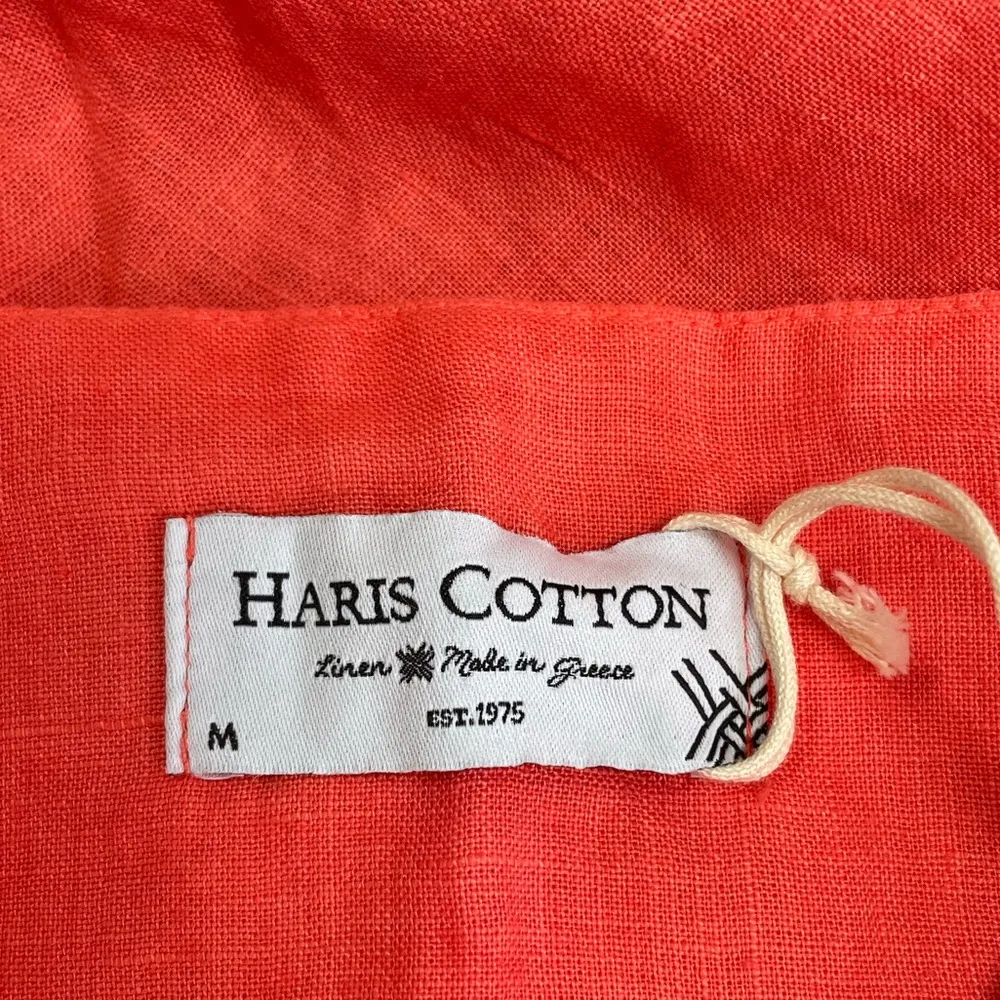 HARIS COTTON
Linen Made in Greece
EST.1975
M